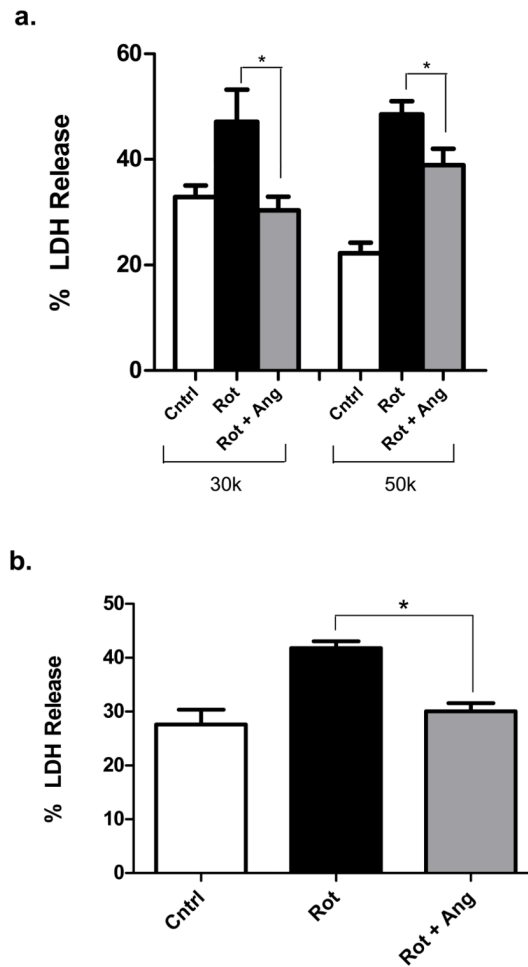 a.
60
40
20
0
% LDH Release
*
*
Cntrl
Rot
Rot + Ang
Cntrl
Rot
Rot + Ang
30k
50k
b.
50
40
30
20
10
0
% LDH Release
*
Cntrl
Rot
Rot + Ang